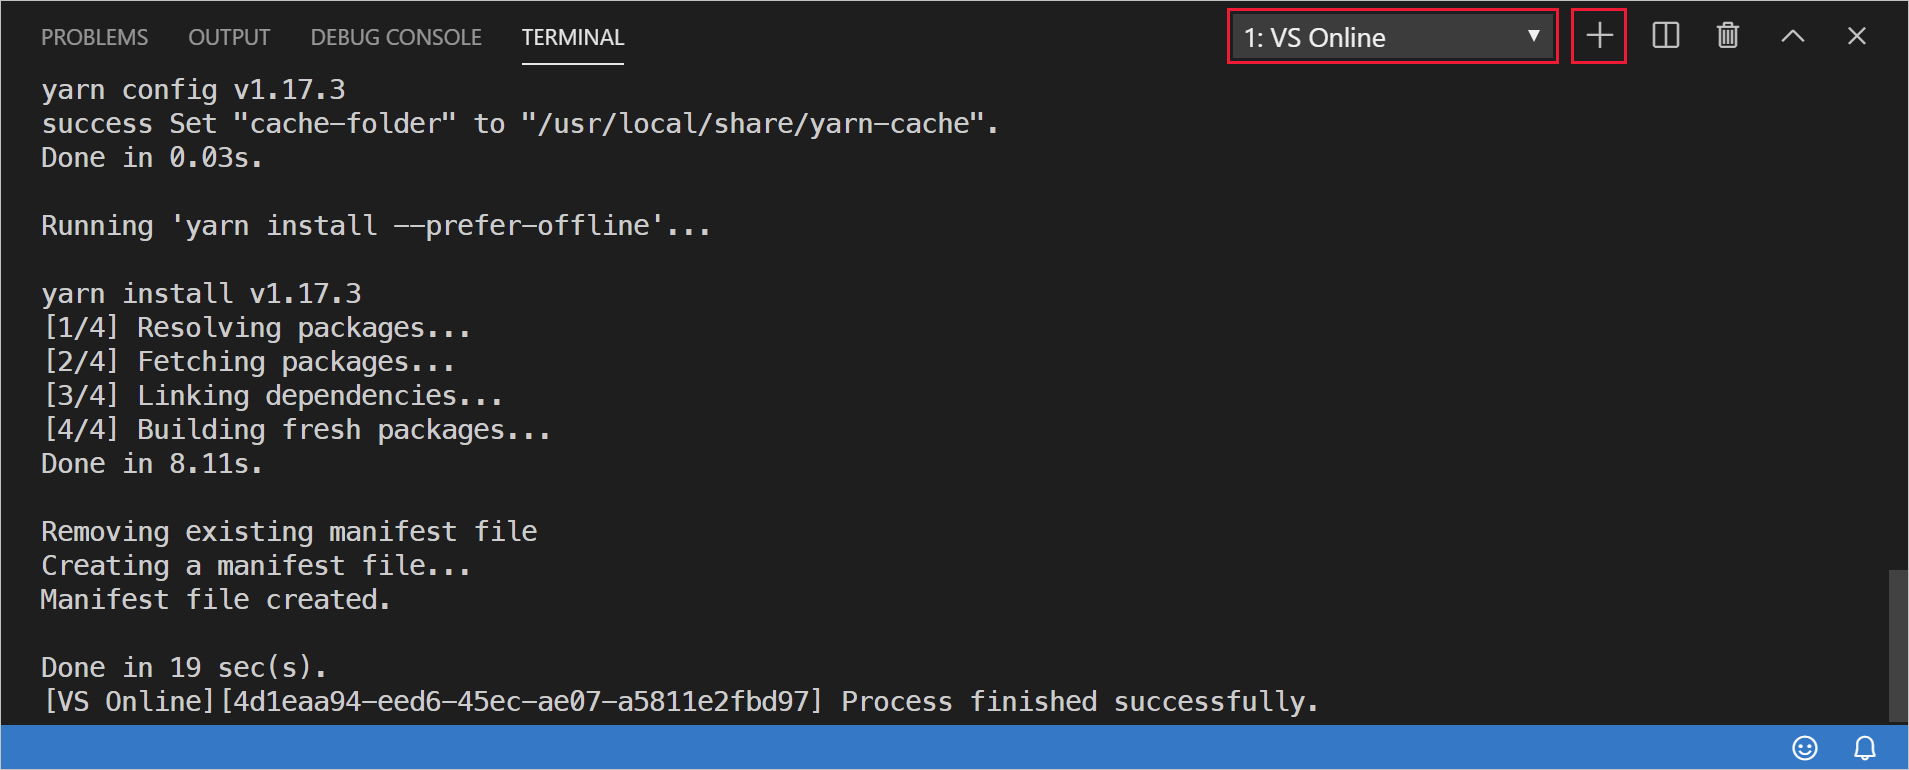 PROBLEMS OUTPUT DEBUG CONSOLE TERMINAL 1: VS Online
yarn config v1.17.3
success Set "cache-folder" to "/usr/local/share/yarn-cache".
Done in 0.03s.
Running 'yarn install --prefer-offline'...
yarn install v1.17.3
[1/4] Resolving packages...
[2/4] Fetching packages...
[3/4] Linking dependencies...
[4/4] Building fresh packages...
Done in 8.11s.
Removing existing manifest file
Creating a manifest file...
Manifest file created.
Done in 19 sec(s).
[VS Online][4d1eaa94-eed6-45ec-ae07-a5811e2fbd97] Process finished successfully.